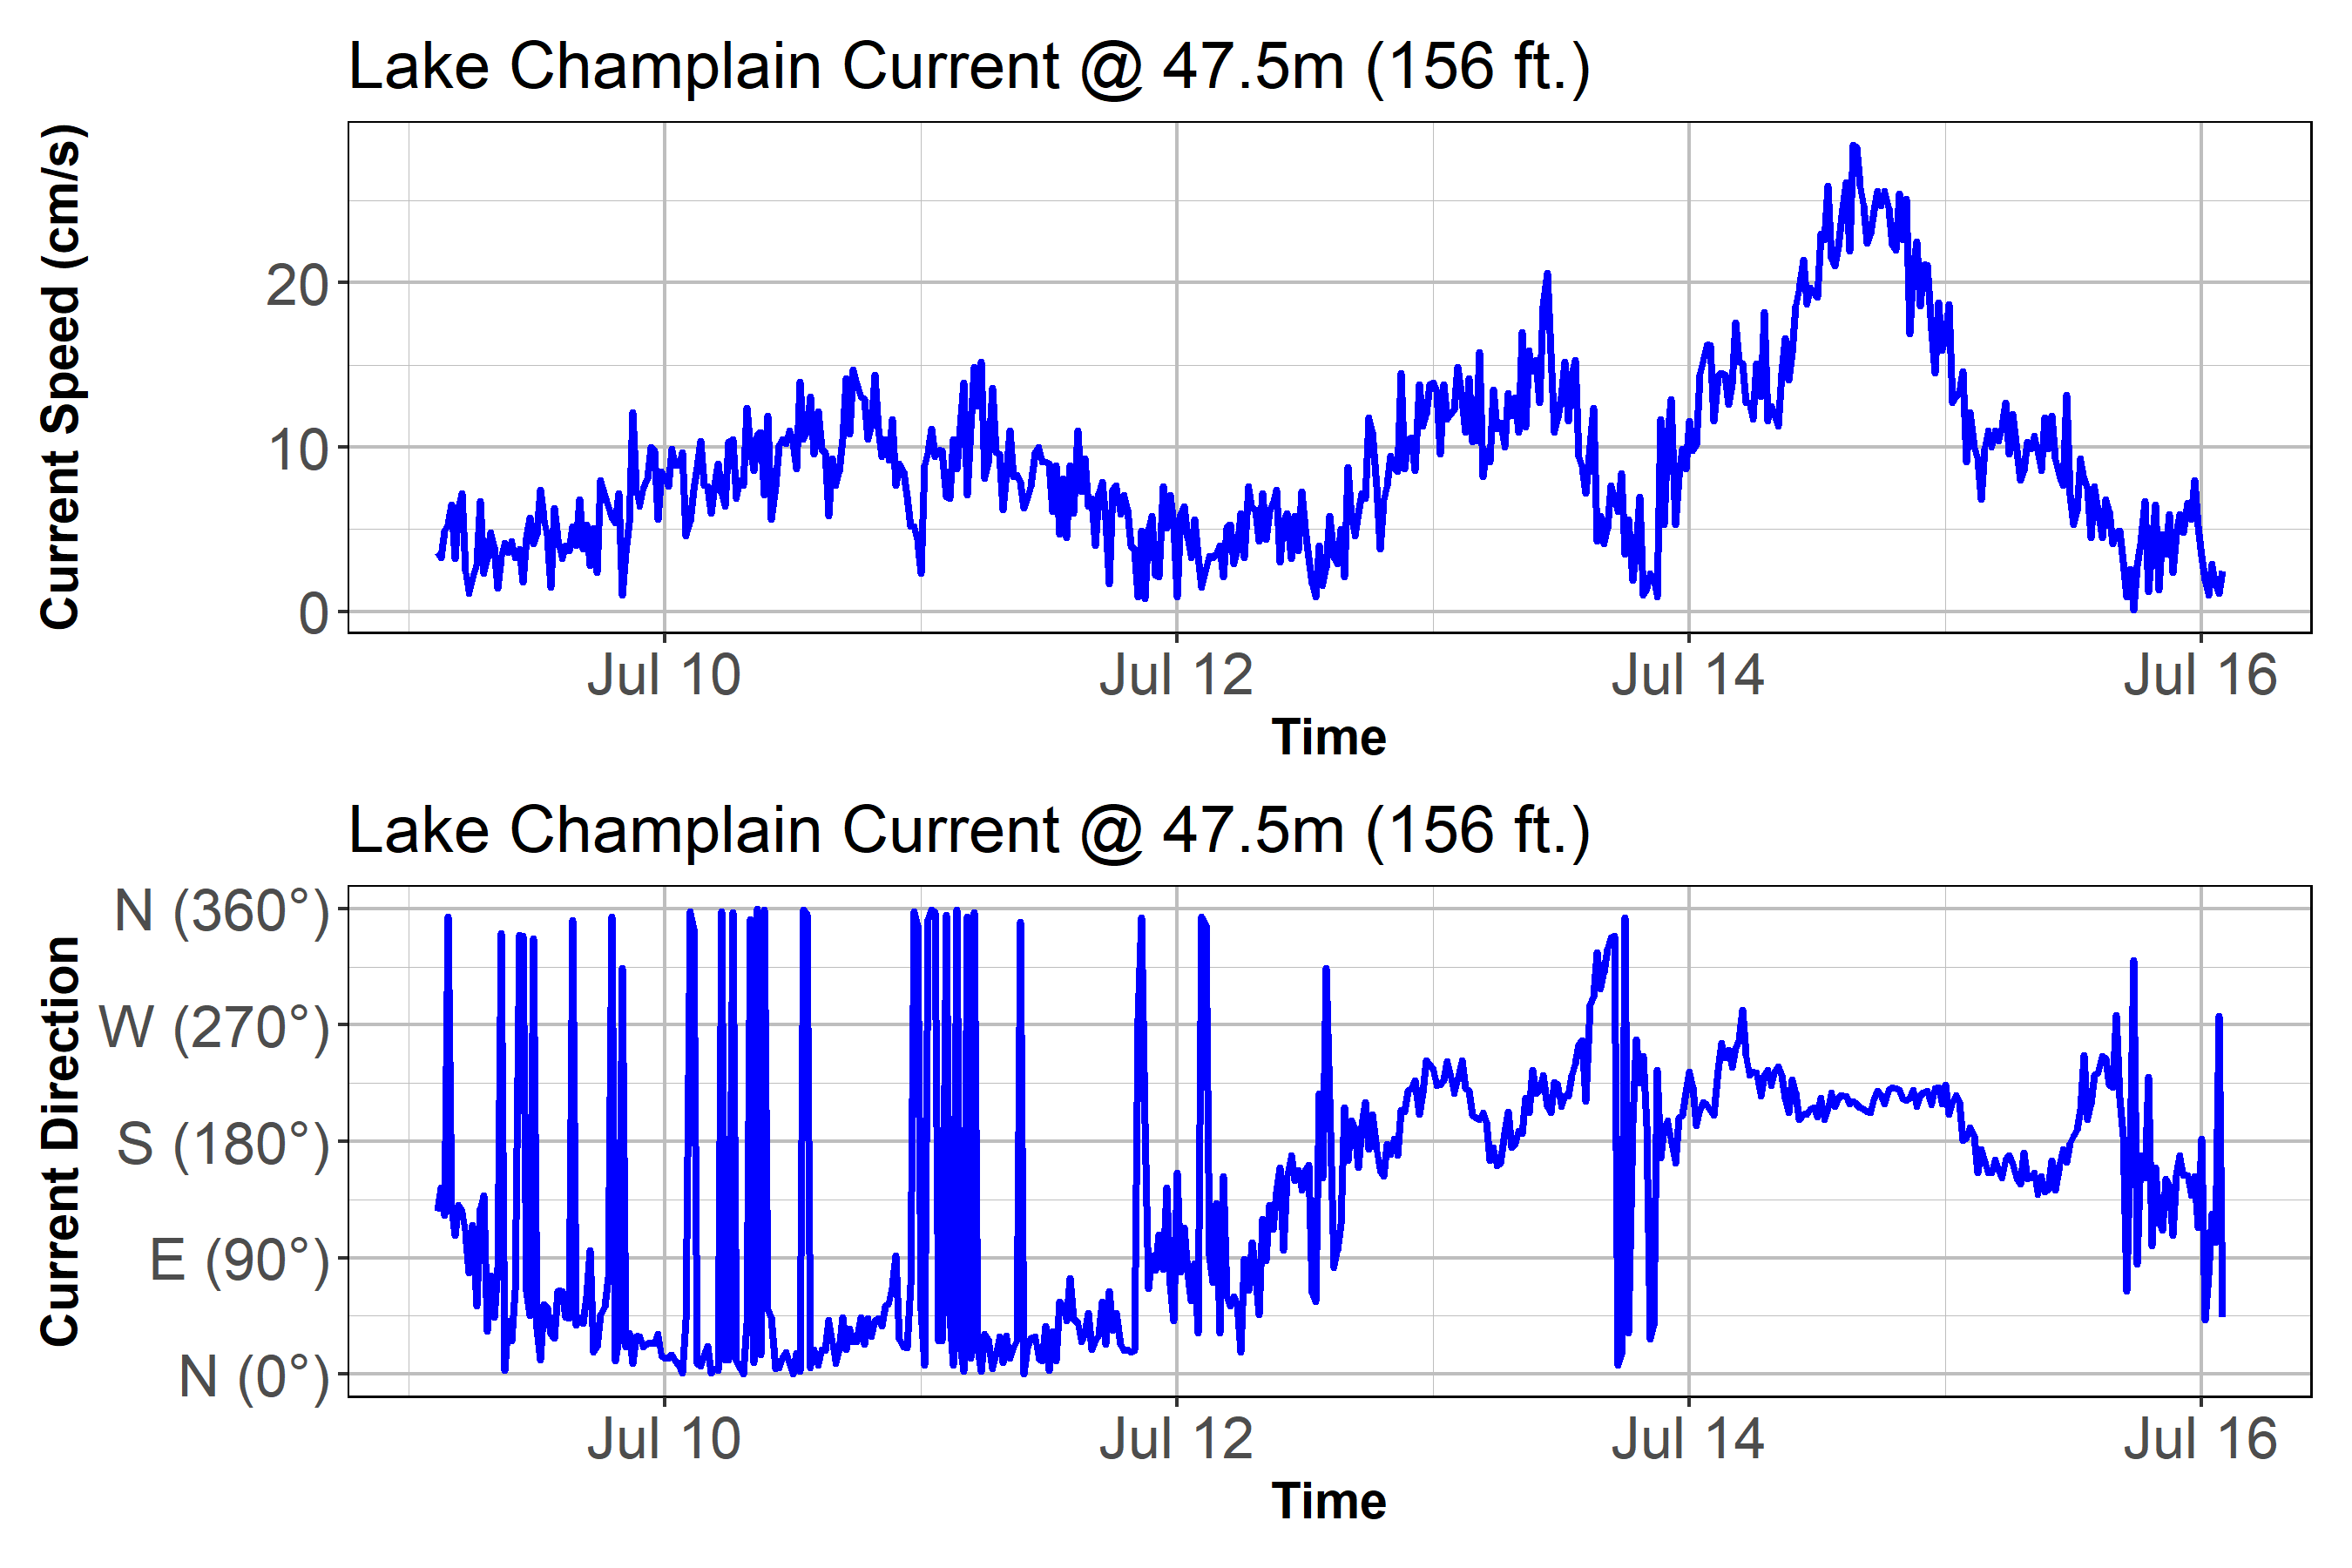 Lake Champlain Current @ 47.5m (156 ft.)
Current Speed (cm/s)
20
10
0
Jul 10 Jul 12 Jul 14 Jul 16
Time
Lake Champlain Current @ 47.5m (156 ft.)
Current Direction
N (360°)
W (270°)
S (180°)
E (90°)
N (0°)
Jul 10 Jul 12 Jul 14 Jul 16
Time